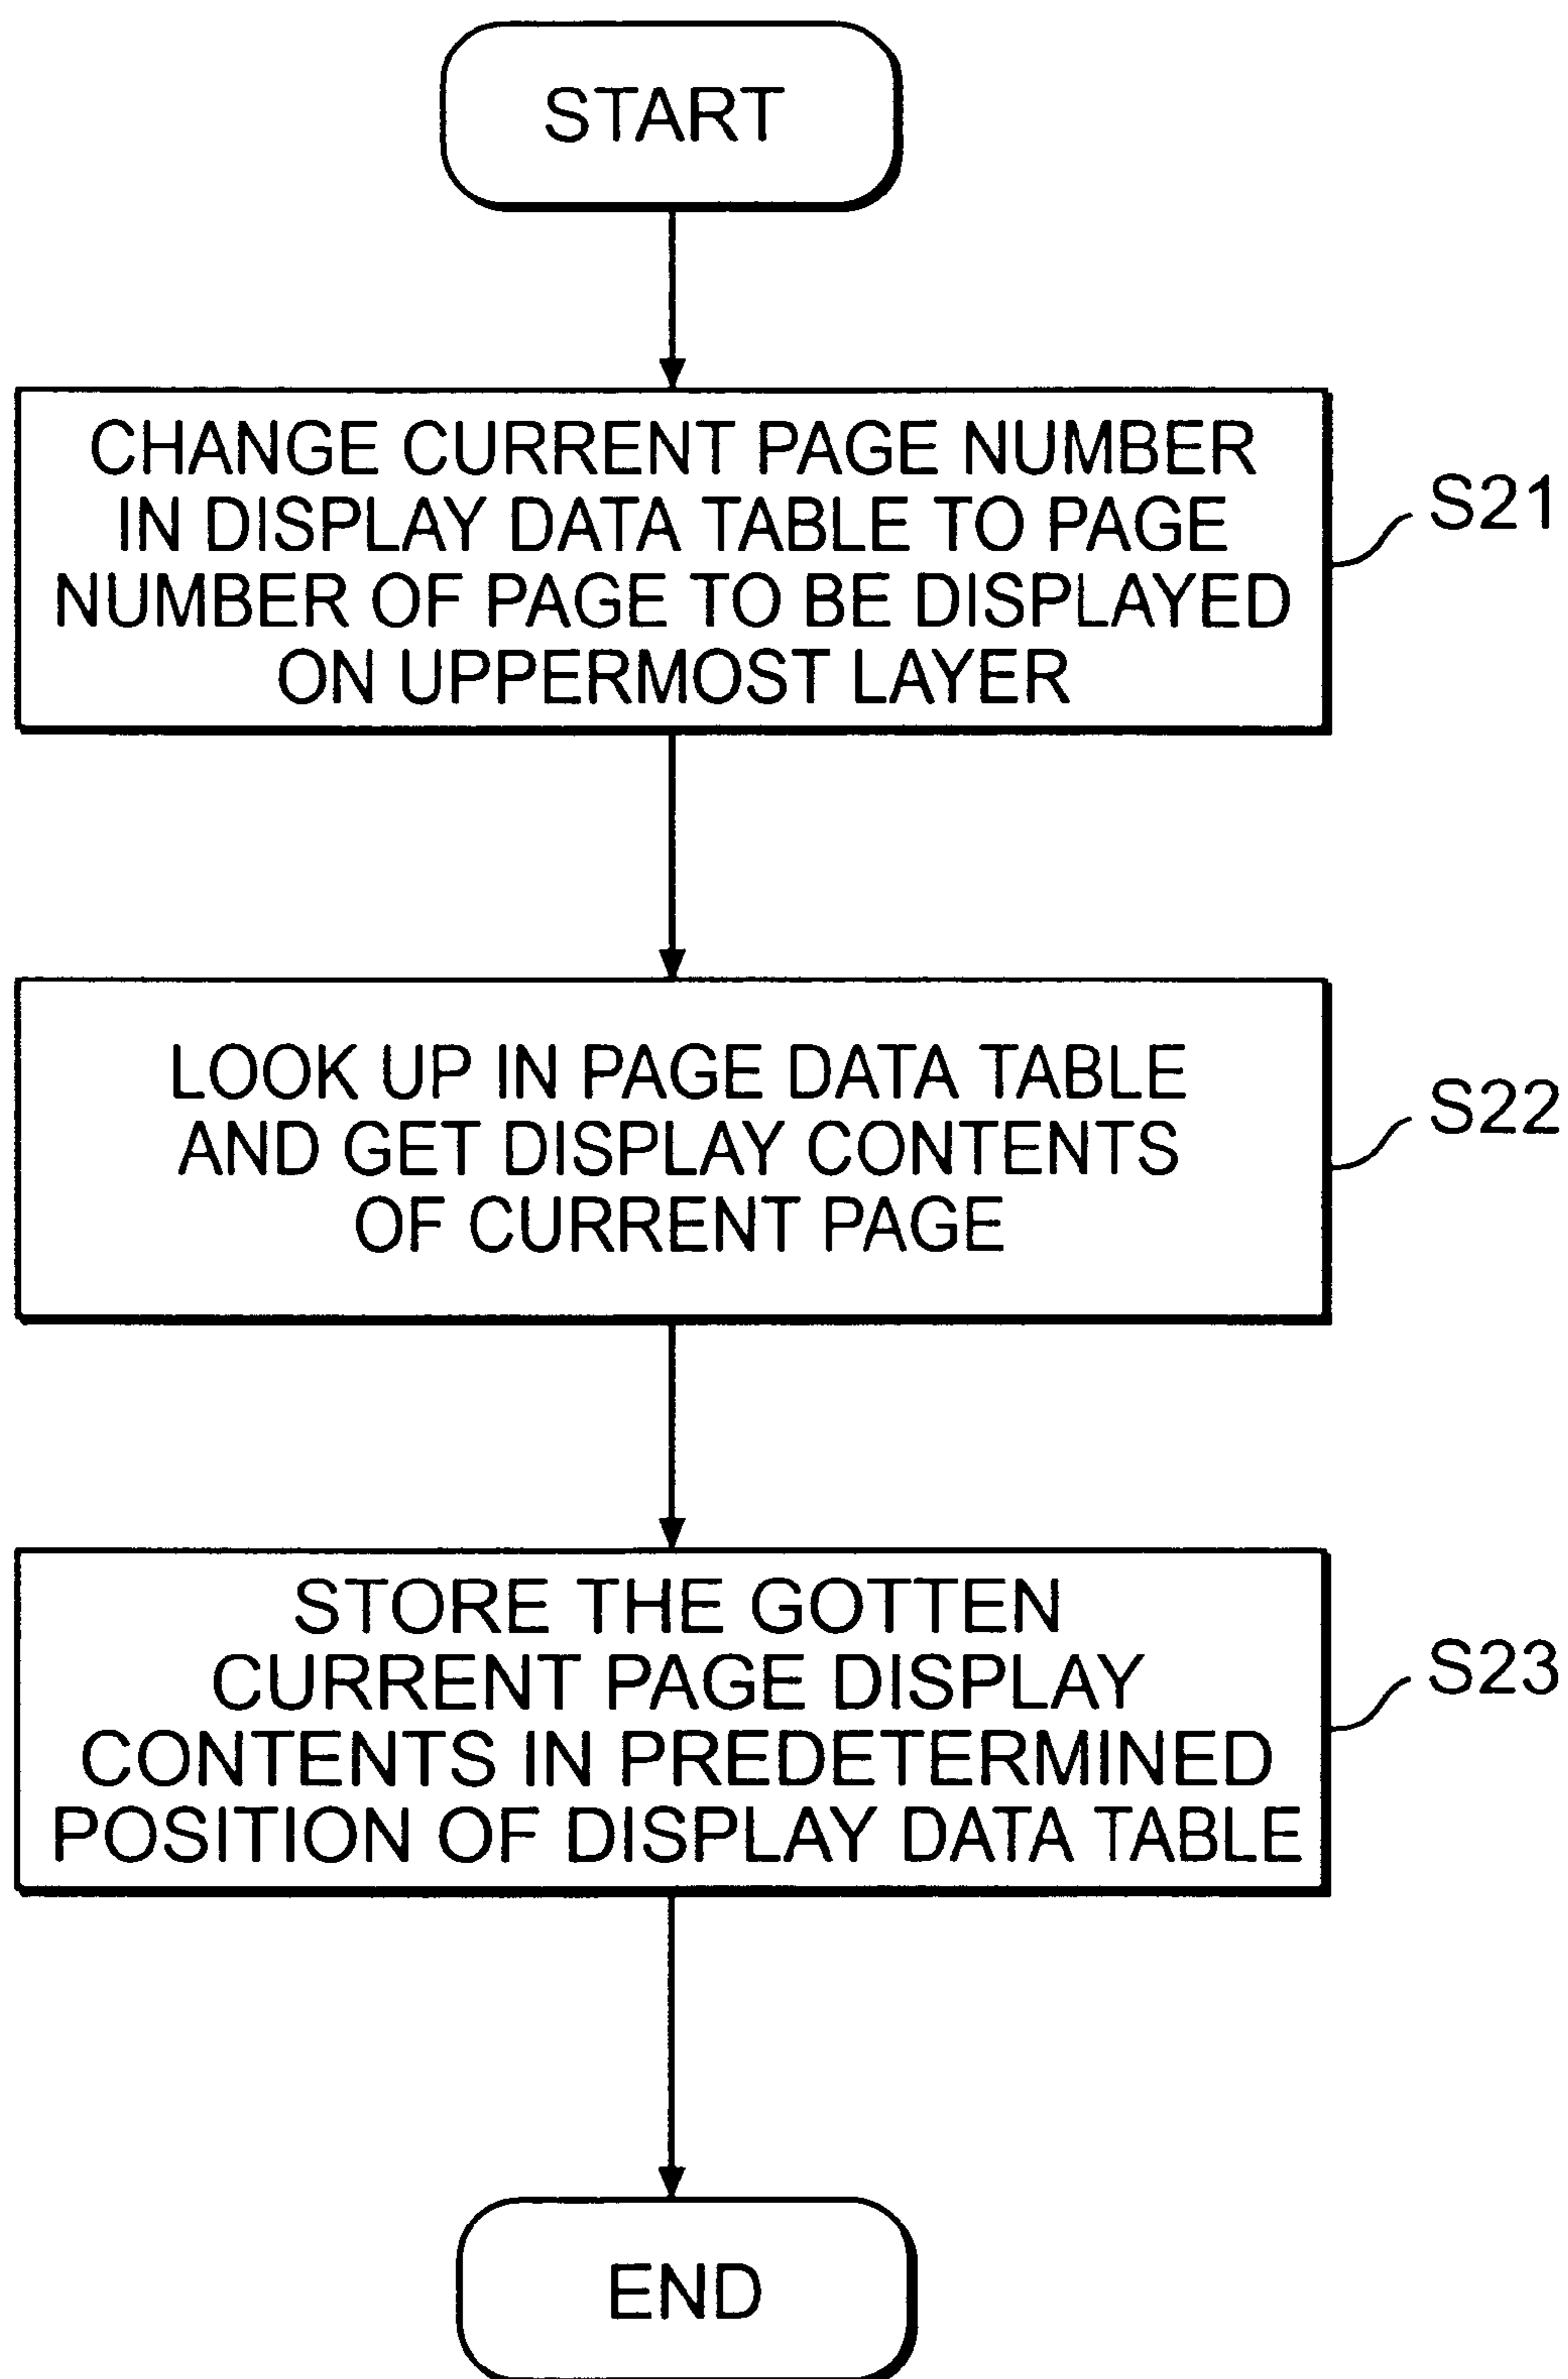 START
CHANGE CURRENT PAGE NUMBER
IN DISPLAY DATA TABLE TO PAGE
NUMBER OF PAGE TO BE DISPLAYED
ON UPPERMOST LAYER
S21
LOOK UP IN PAGE DATA TABLE
AND GET DISPLAY CONTENTS
OF CURRENT PAGE
S22
STORE THE GOTTEN
CURRENT PAGE DISPLAY
CONTENTS IN PREDETERMINED
POSITION OF DISPLAY DATA TABLE
S23
END